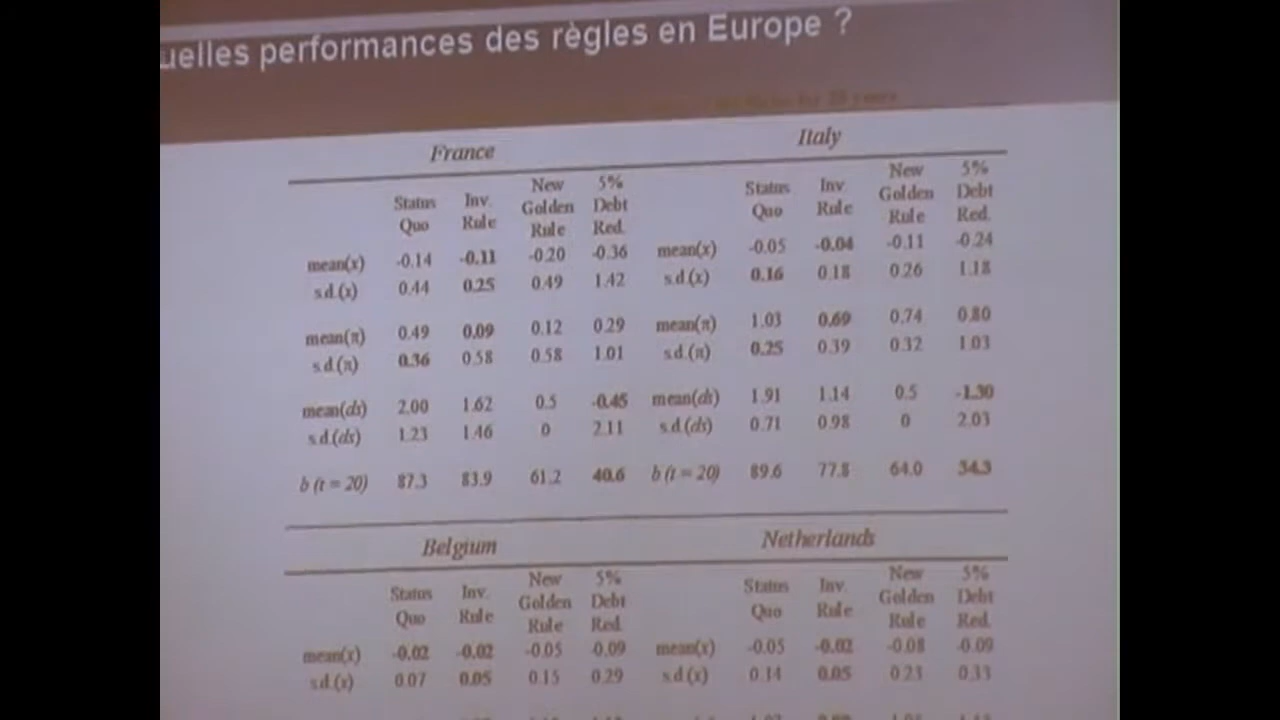 uelles performances des règles en Europe ?
for 20 years
France Italy
Status Quo Inv. Rule New Golden Rule 5% Debt Red. Status Quo Inv Rule New Golden Rule 5% Debt Red.
mean(x) -0.14 -0.11 -0.20 -0.36 mean(x) -0.05 -0.04 -0.11 -0.24
s.d.(x) 0.44 0.25 0.49 1.42 s.d.(x) 0.16 0.18 0.26 1.18
mean(π) 0.49 0.09 0.12 0.29 mean(π) 1.03 0.69 0.74 0.80
s.d.(π) 0.36 0.58 0.58 1.01 s.d.(π) 0.25 0.39 0.32 1.03
mean(ds) 2.00 1.62 0.5 -0.45 mean(ds) 1.91 1.14 0.5 -1.30
s.d.(ds) 1.23 1.46 0 2.11 s.d.(ds) 0.71 0.98 0 2.03
b (t = 20) 87.3 83.9 61.2 40.6 b (t = 20) 89.6 77.8 64.0 34.3
Belgium Netherlands
Status Quo Inv. Rule New Golden Rule 5% Debt Red. Status Quo Inv. Rule New Golden Rule 5% Debt Red.
mean(x) -0.02 -0.02 -0.05 -0.09 mean(x) -0.05 -0.02 -0.08 -0.09
s.d.(x) 0.07 0.05 0.15 0.29 s.d.(x) 0.14 0.05 0.23 0.33